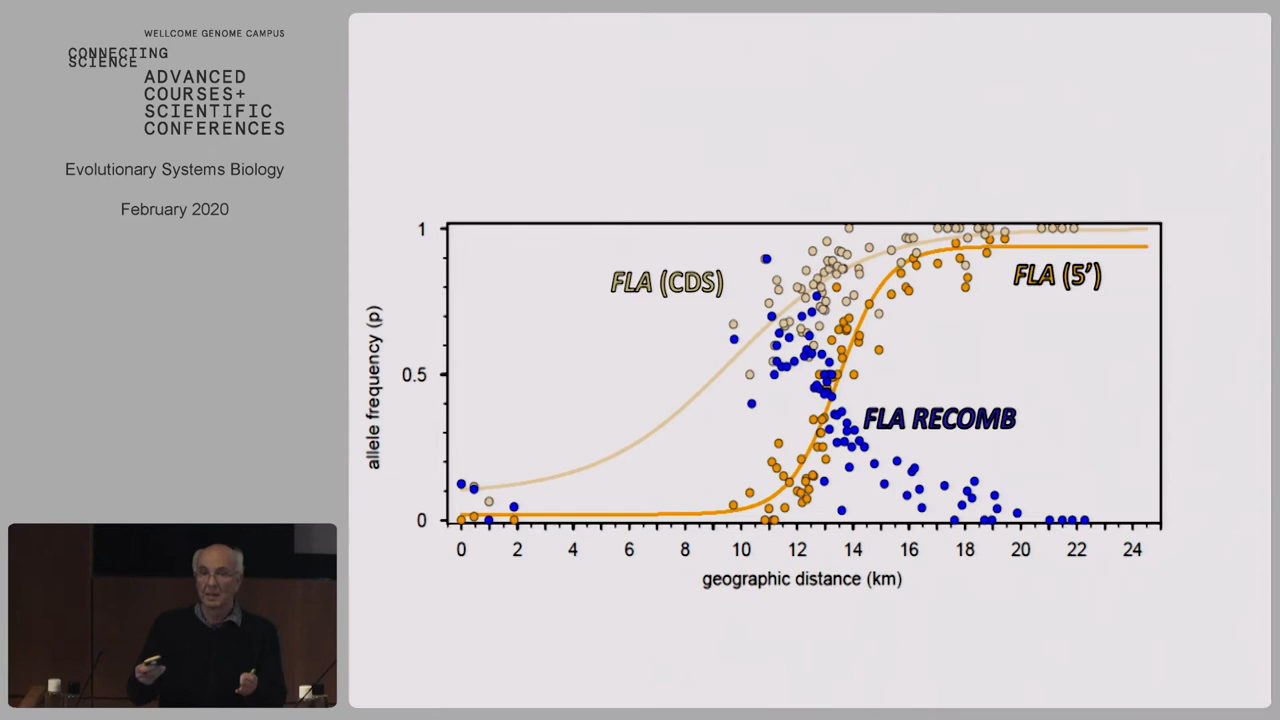 WELLCOME GENOME CAMPUS
CONNECTING
SCIENCE
ADVANCED
COURSES+
SCIENTIFIC
CONFERENCES
Evolutionary Systems Biology
February 2020
1
0.5
0
allele frequency (p)
FLA (CDS)
FLA (5’)
FLA RECOMB
0 2 4 6 8 10 12 14 16 18 20 22 24
geographic distance (km)